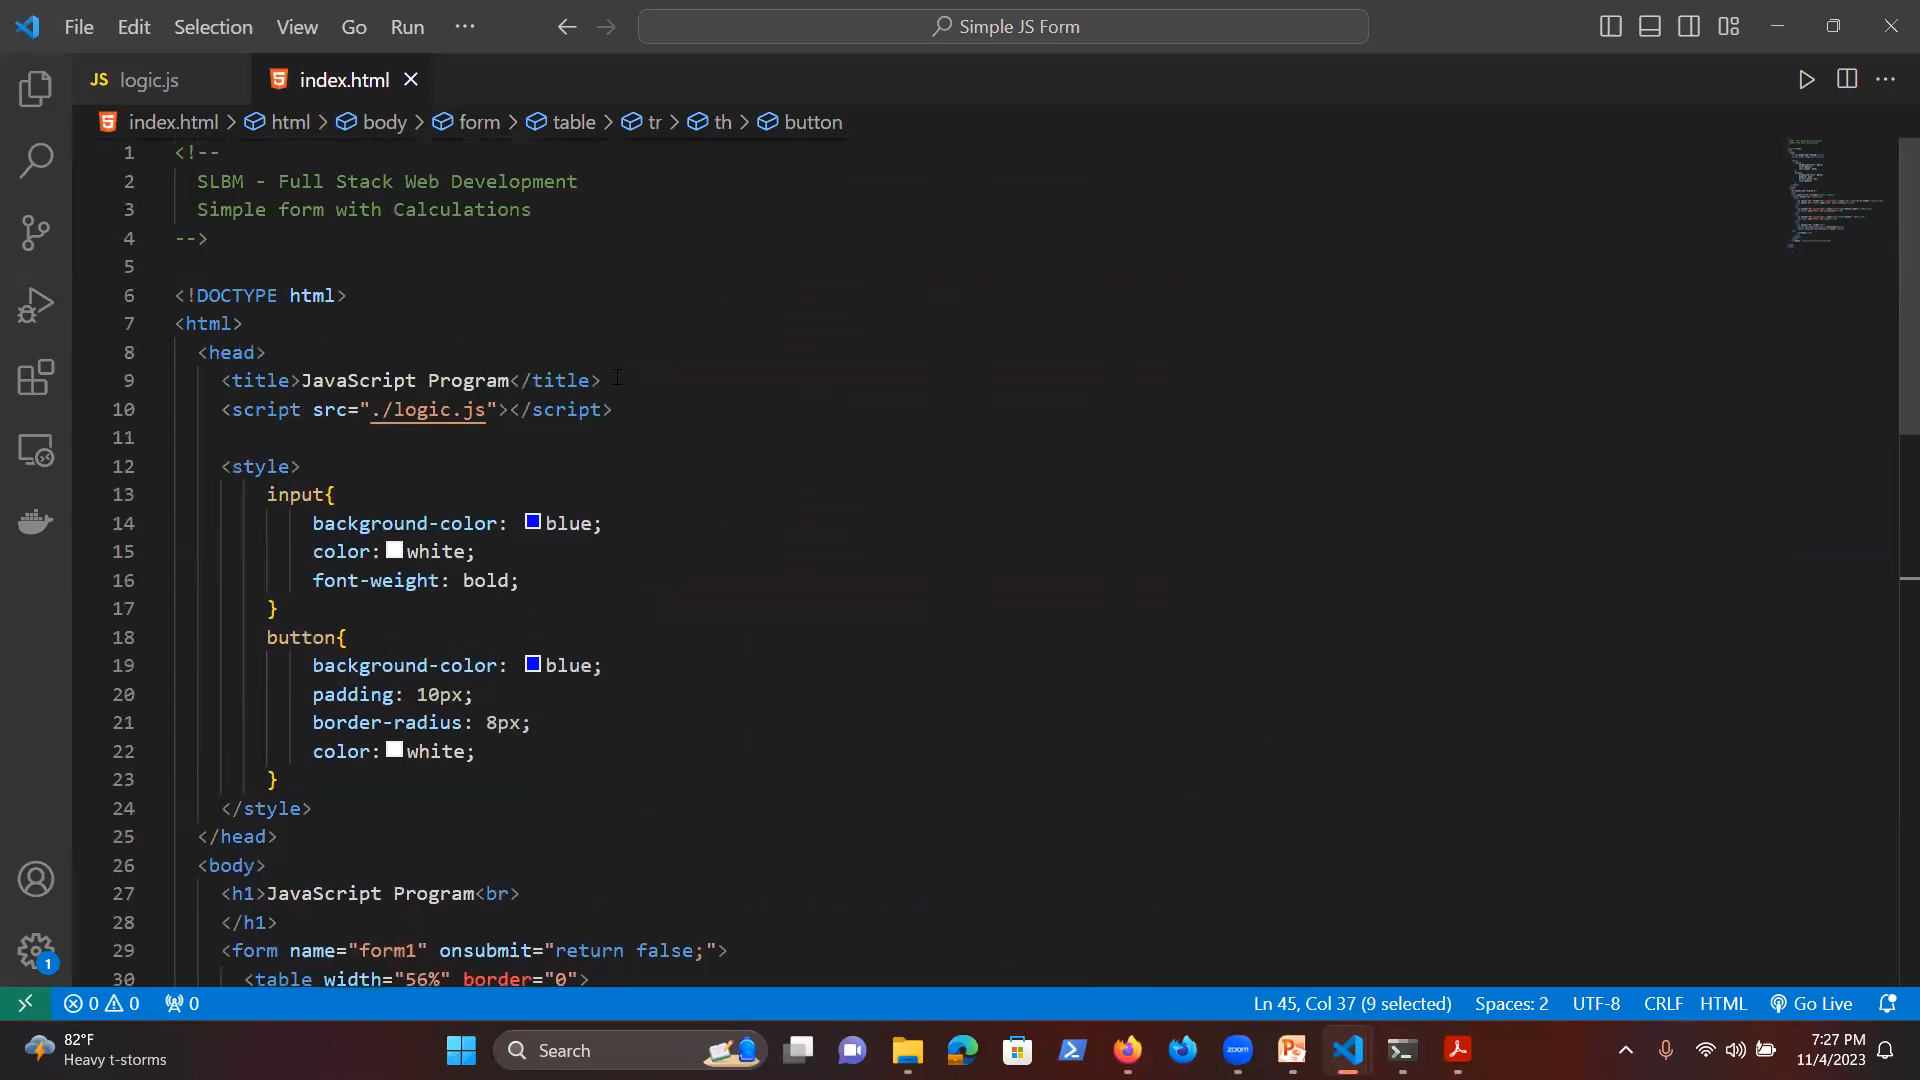 File Edit Selection View Go Run ··· Simple JS Form
JS logic.js index.html
index.html > html > body > form > table > tr > th > button
1 <!--
2 SLBM - Full Stack Web Development
3 Simple form with Calculations
4 -->
5
6 <!DOCTYPE html>
7 <html>
8 <head>
9 <title>JavaScript Program</title>
10 <script src="./logic.js"></script>
11
12 <style>
13 input{
14 background-color: blue;
15 color: white;
16 font-weight: bold;
17 }
18 button{
19 background-color: blue;
20 padding: 10px;
21 border-radius: 8px;
22 color: white;
23 }
24 </style>
25 </head>
26 <body>
27 <h1>JavaScript Program<br>
28 </h1>
29 <form name="form1" onsubmit="return false;">
30 <table width="56%" border="0">
1
0 0 0 Ln 45, Col 37 (9 selected) Spaces: 2 UTF-8 CRLF HTML Go Live
82°F
Heavy t-storms
Search
zoom
7:27 PM
11/4/2023